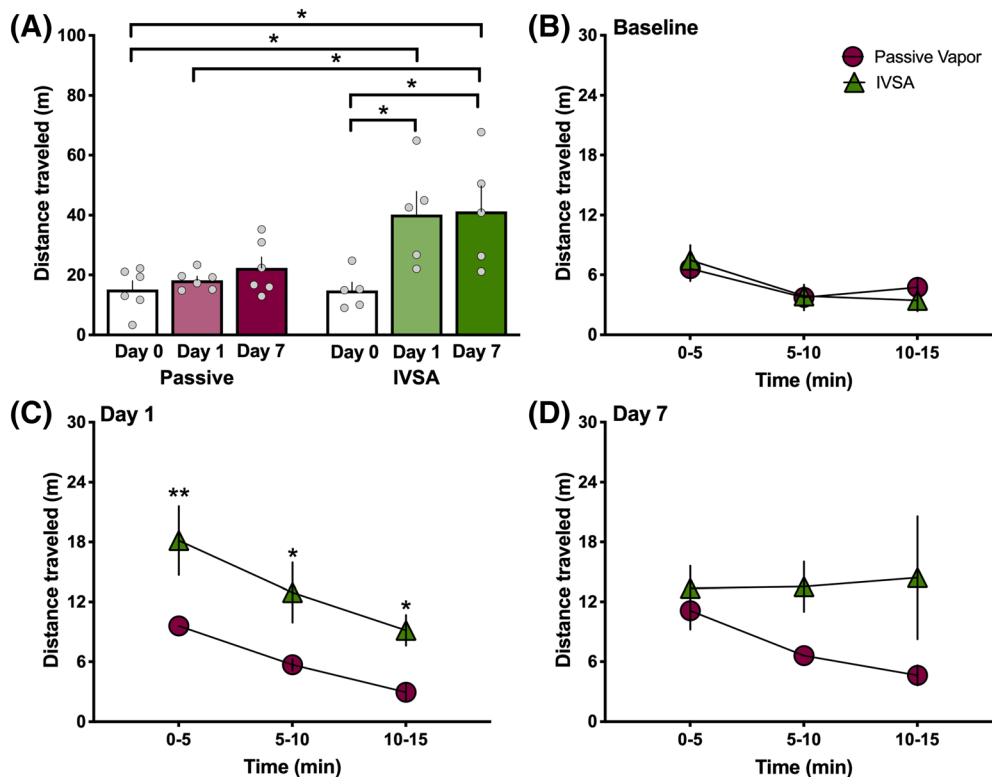 (A)
*
*
*
*
*
Distance traveled (m)
100
80
60
40
20
0
Day 0 Day 1 Day 7 Day 0 Day 1 Day 7
Passive IVSA
(B) Baseline
Passive Vapor
IVSA
Distance traveled (m)
30
24
18
12
6
0
0-5 5-10 10-15
Time (min)
(C) Day 1
Distance traveled (m)
30
24
18
12
6
0
**
*
*
0-5 5-10 10-15
Time (min)
(D) Day 7
Distance traveled (m)
30
24
18
12
6
0
0-5 5-10 10-15
Time (min)